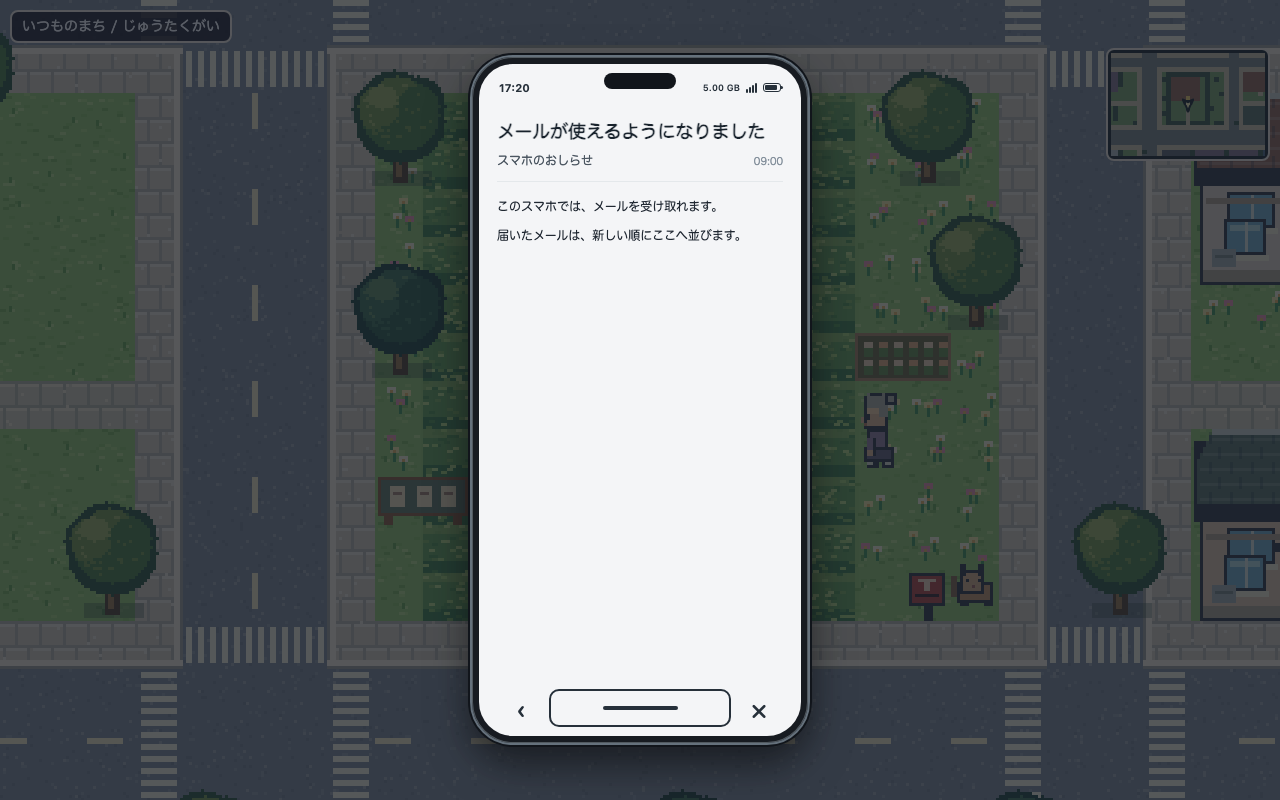 いつものまち / じゅうたくがい
17:20
5.00 GB
メールが使えるようになりました
スマホのおしらせ
09:00
このスマホでは、メールを受け取れます。
届いたメールは、新しい順にここへ並びます。